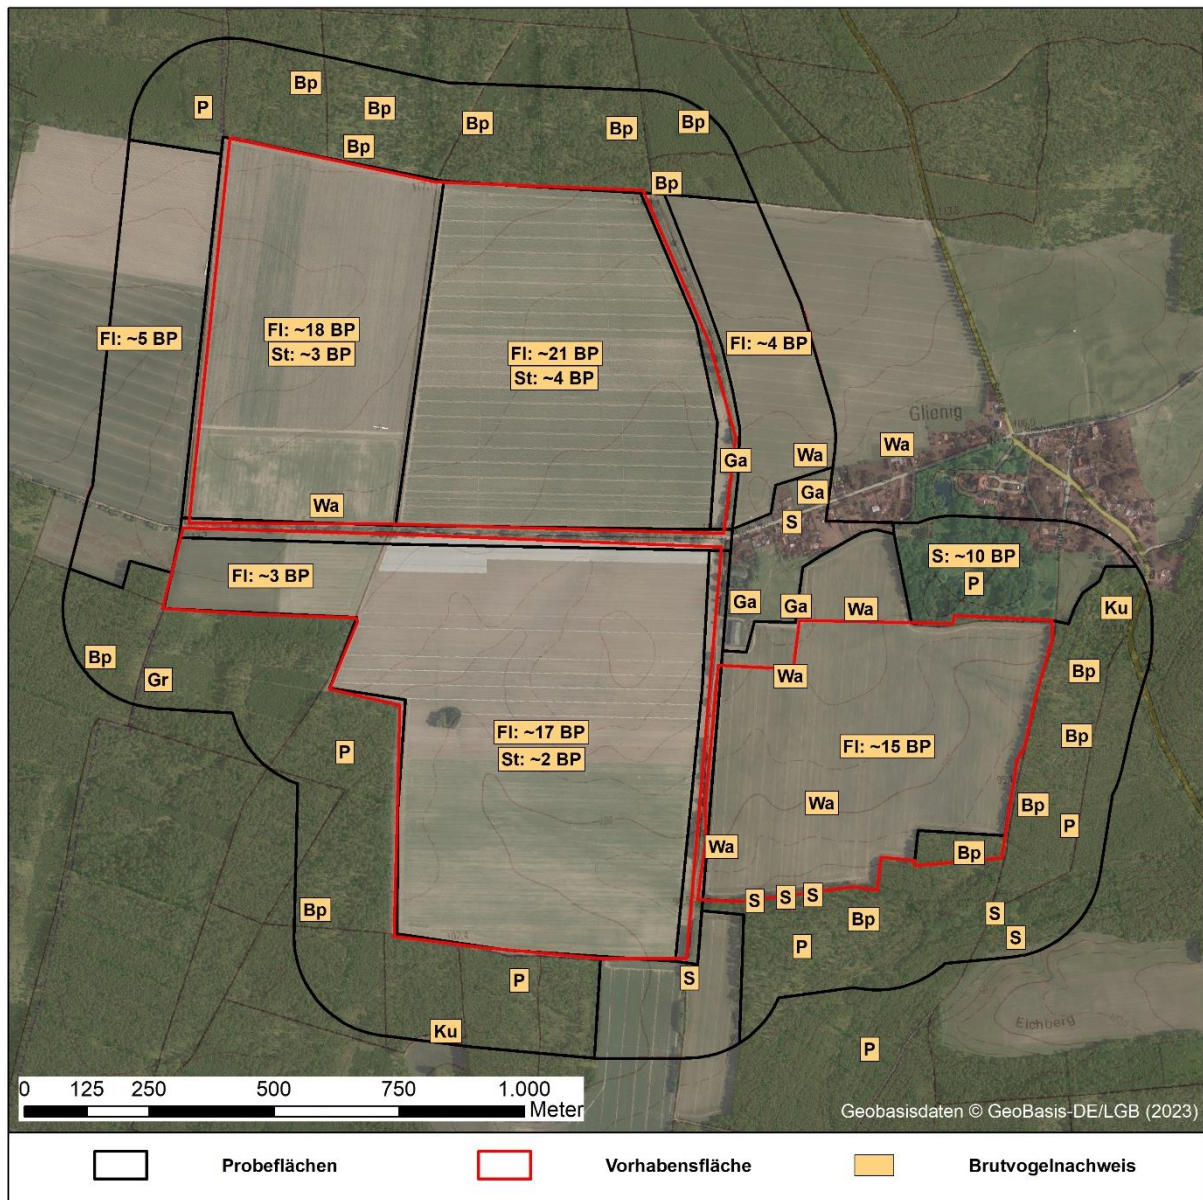 Bp
P
Bp
Bp
Bp
Bp
Bp
Bp
Fl: ~5 BP
Fl: ~18 BP
St: ~3 BP
Fl: ~21 BP
St: ~4 BP
Fl: ~4 BP
Glienig
Wa
Ga
Wa
Ga
Wa
S
Fl: ~3 BP
S: ~10 BP
P
Ga
Ga
Wa
Ku
Bp
Gr
Wa
Bp
P
Fl: ~17 BP
St: ~2 BP
Fl: ~15 BP
Bp
Wa
Bp
P
Wa
Bp
S
S
S
Bp
Bp
S
S
P
P
S
Ku
Eichberg
P
0 125 250 500 750 1.000
Meter
Geobasisdaten © GeoBasis-DE/LGB (2023)
Probeflächen
Vorhabensfläche
Brutvogelnachweis